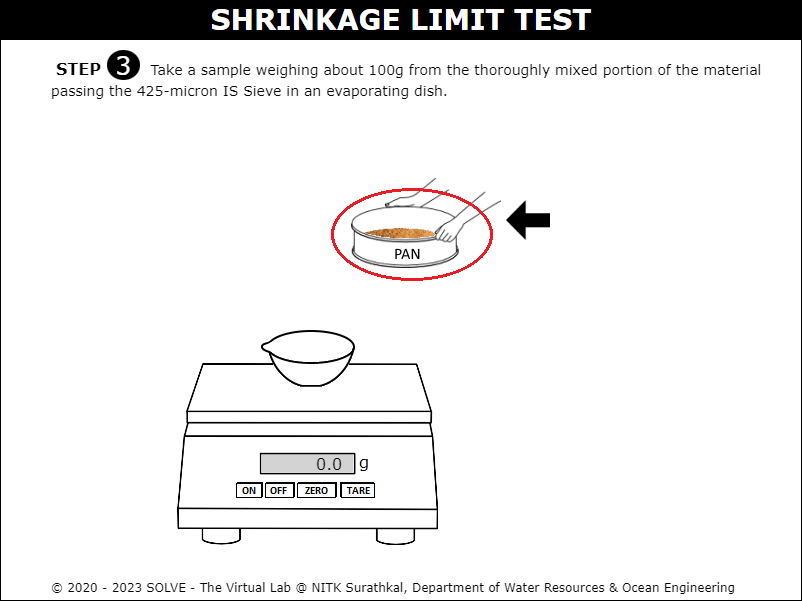 SHRINKAGE LIMIT TEST
STEP 3 Take a sample weighing about 100g from the thoroughly mixed portion of the material
passing the 425-micron IS Sieve in an evaporating dish.
PAN
0.0 g
ON OFF ZERO TARE
© 2020 - 2023 SOLVE - The Virtual Lab @ NITK Surathkal, Department of Water Resources & Ocean Engineering